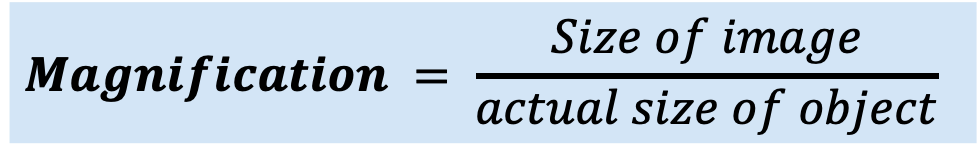 Size of image
Magnification =
actual size of object